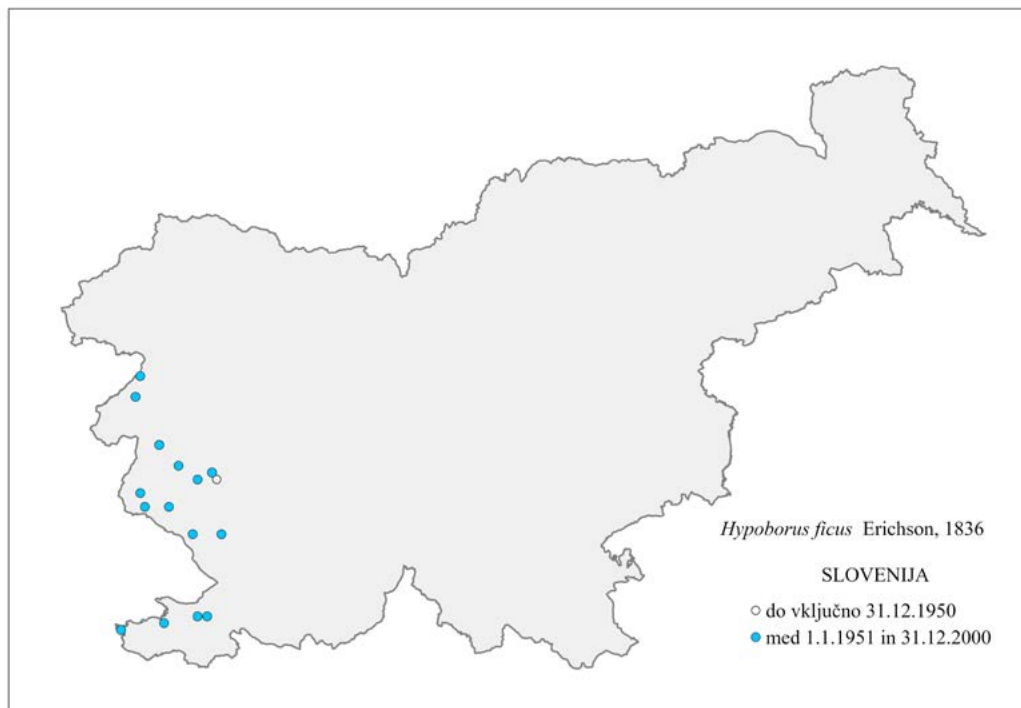 Hypoborus ficus Erichson, 1836
SLOVENIJA
do vključno 31.12.1950
med 1.1.1951 in 31.12.2000